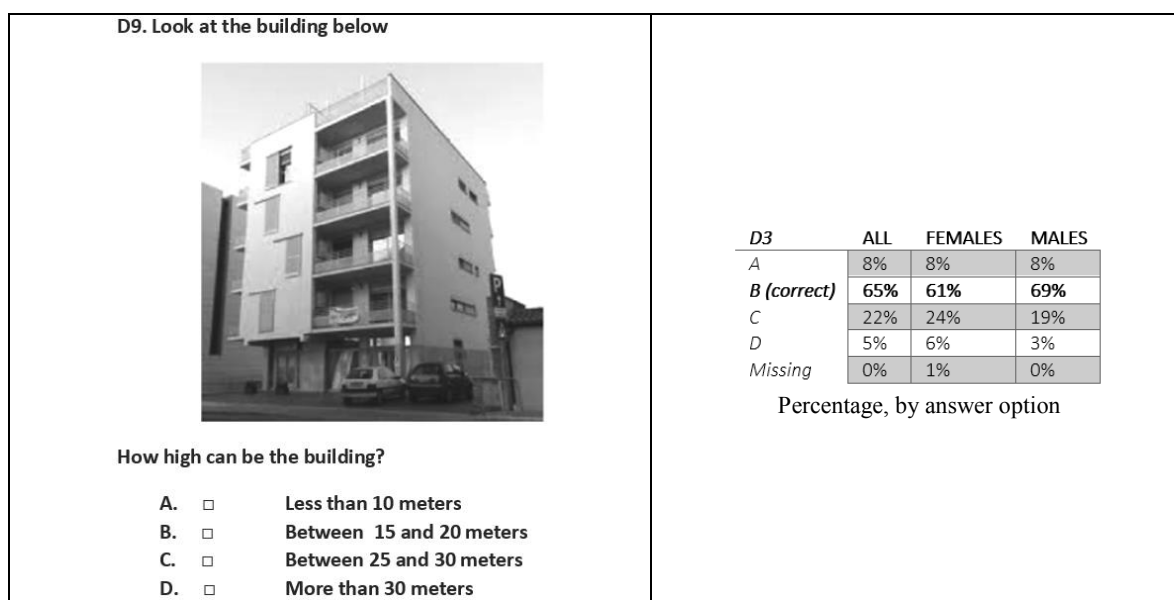 D9. Look at the building below
P
How high can be the building?
A. □ Less than 10 meters
B. □ Between 15 and 20 meters
C. □ Between 25 and 30 meters
D. □ More than 30 meters
D3 ALL FEMALES MALES
A 8% 8% 8%
B (correct) 65% 61% 69%
C 22% 24% 19%
D 5% 6% 3%
Missing 0% 1% 0%
Percentage, by answer option